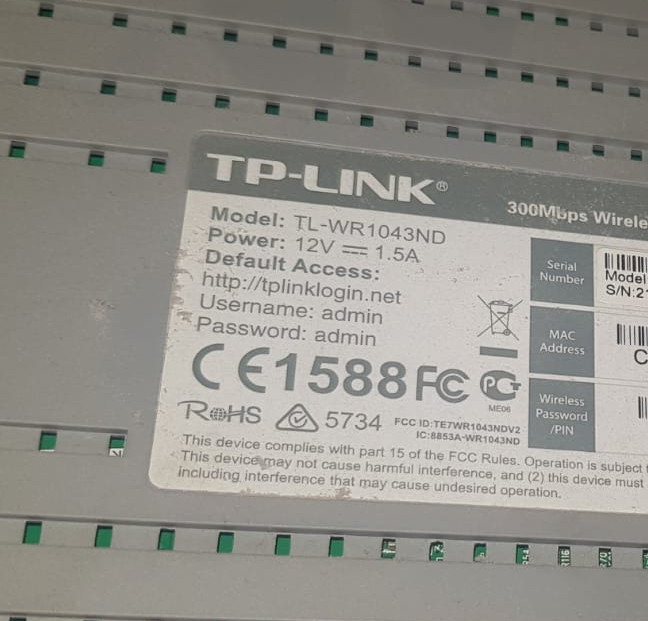 TP-LINK®
300Mbps Wirele
Model: TL-WR1043ND
Power: 12V ⎓ 1.5A
Default Access:
http://tplinklogin.net
Username: admin
Password: admin
CE1588 FC PCT
ME06
RoHS 5734
FCC ID:TE7WR1043NDV2
IC:8853A-WR1043ND
This device complies with part 15 of the FCC Rules. Operation is subject
This device may not cause harmful interference, and (2) this device must
including interference that may cause undesired operation.
Serial
Number
Model
S/N:2
MAC
Address
C
Wireless
Password
/PIN